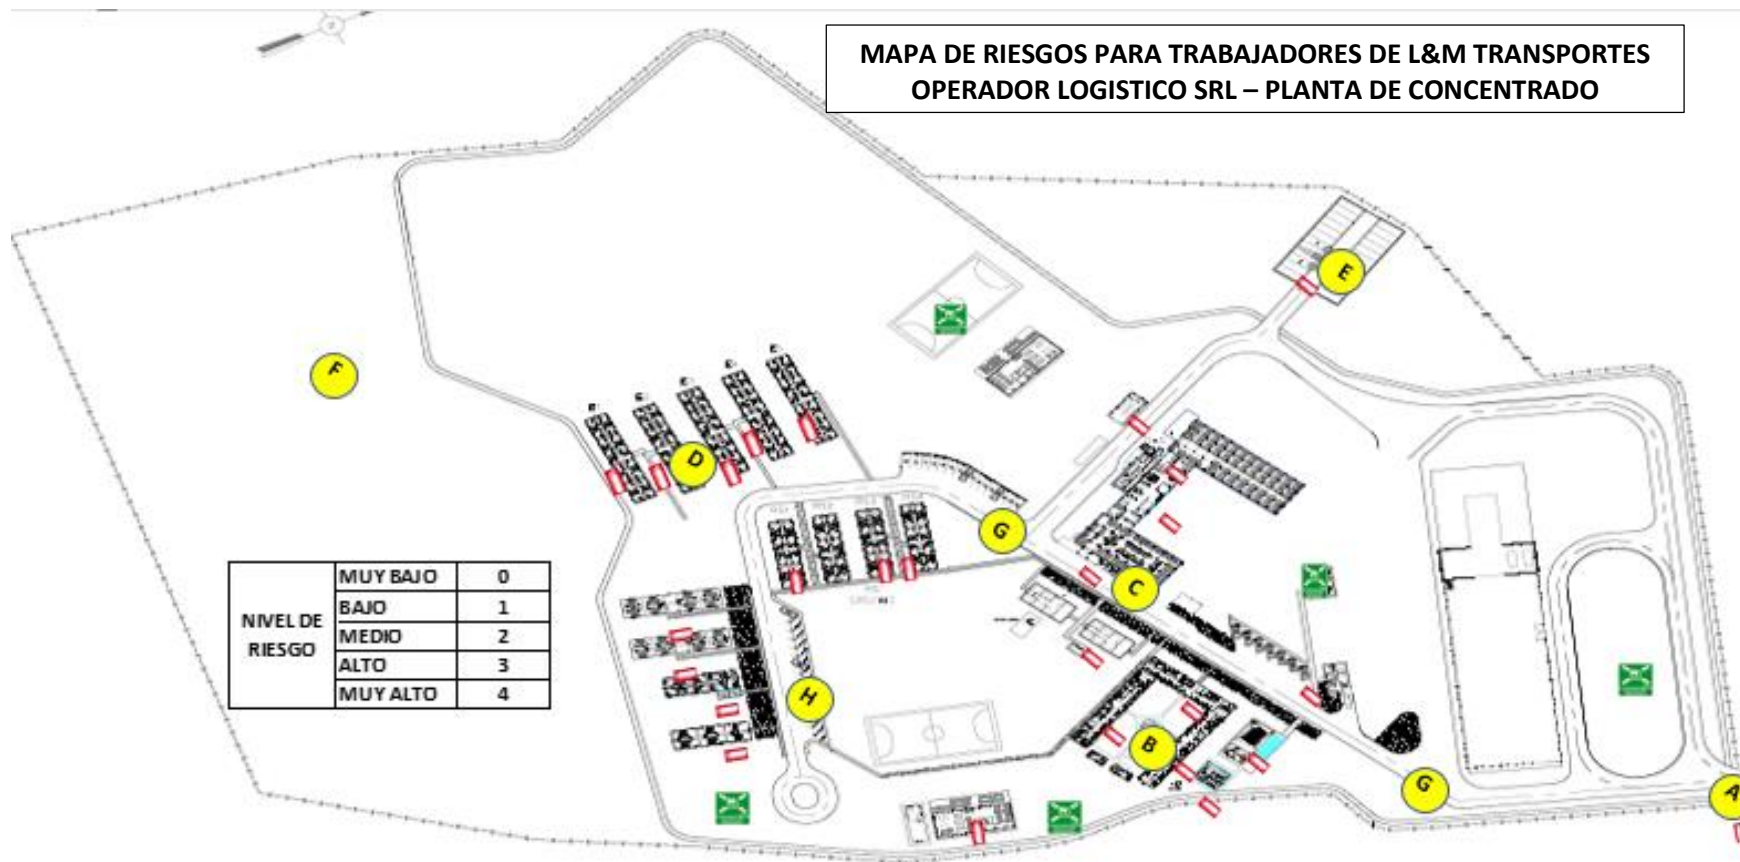 MAPA DE RIESGOS PARA TRABAJADORES DE L&M TRANSPORTES
OPERADOR LOGISTICO SRL – PLANTA DE CONCENTRADO
E
F
D
G
C
NIVEL DE RIESGO
MUY BAJO 0
BAJO 1
MEDIO 2
ALTO 3
MUY ALTO 4
H
B
G
A